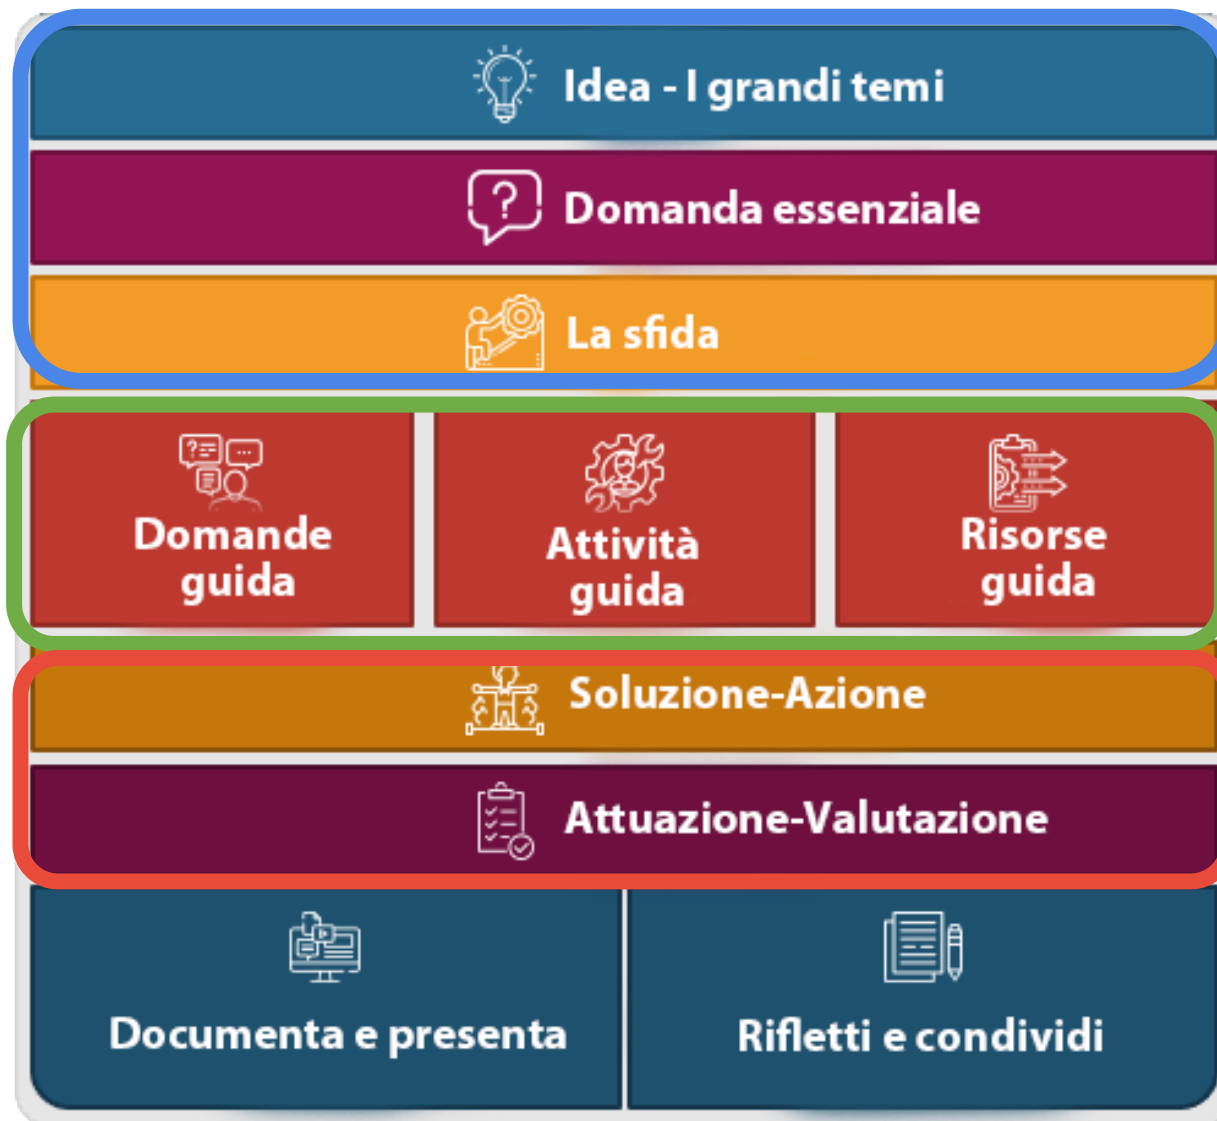 Idea - I grandi temi
Domanda essenziale
La sfida
Domande
guida
Attività
guida
Risorse
guida
Soluzione-Azione
Attuazione-Valutazione
Documenta e presenta
Rifletti e condividi